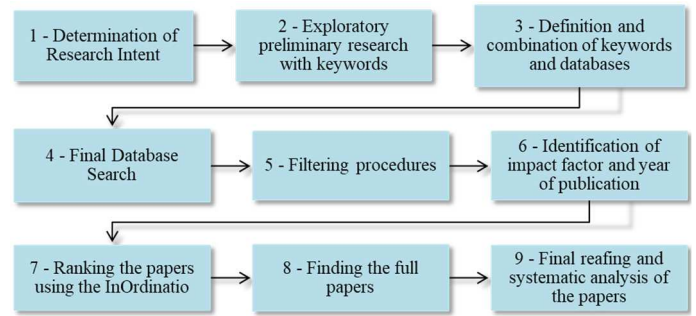 1 - Determination of
Research Intent
2 - Exploratory
preliminary research
with keywords
3 - Definition and
combination of keywords
and databases
4 - Final Database
Search
5 - Filtering procedures
6 - Identification of
impact factor and year
of publication
7 - Ranking the papers
using the InOrdinatio
8 - Finding the full
papers
9 - Final reafing and
systematic analysis of
the papers